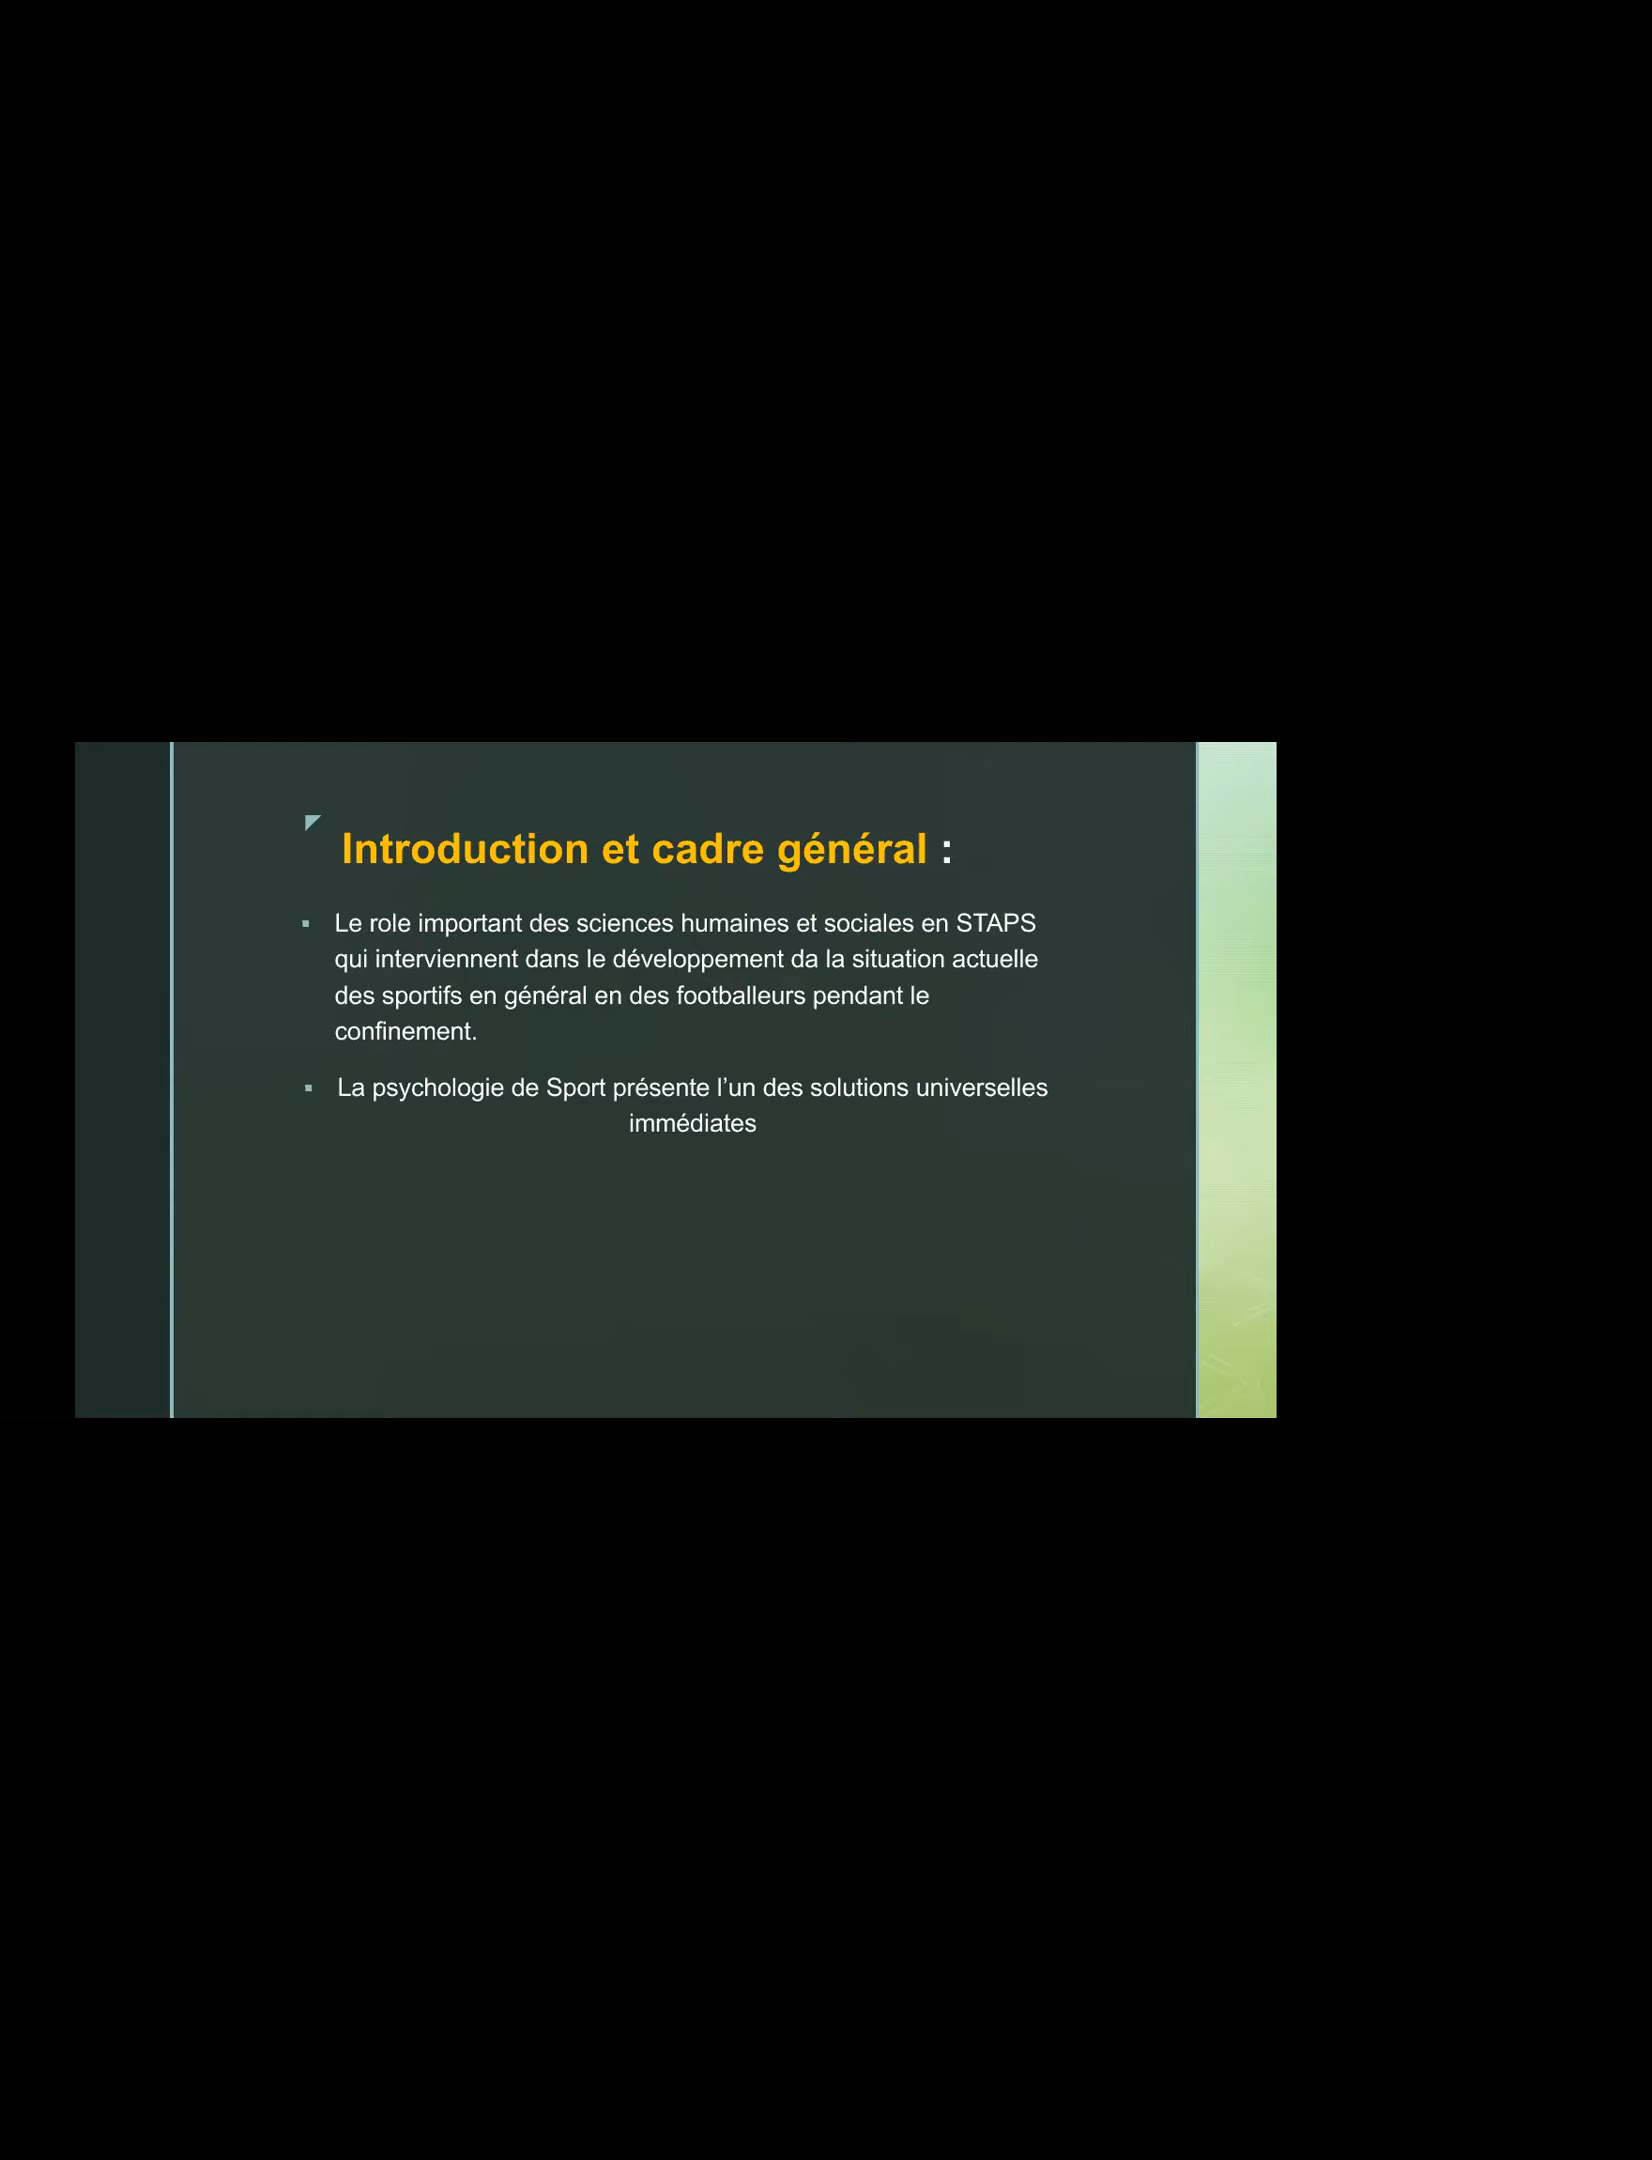 Introduction et cadre général :
Le role important des sciences humaines et sociales en STAPS
qui interviennent dans le développement da la situation actuelle
des sportifs en général en des footballeurs pendant le
confinement.
La psychologie de Sport présente l’un des solutions universelles
immédiates